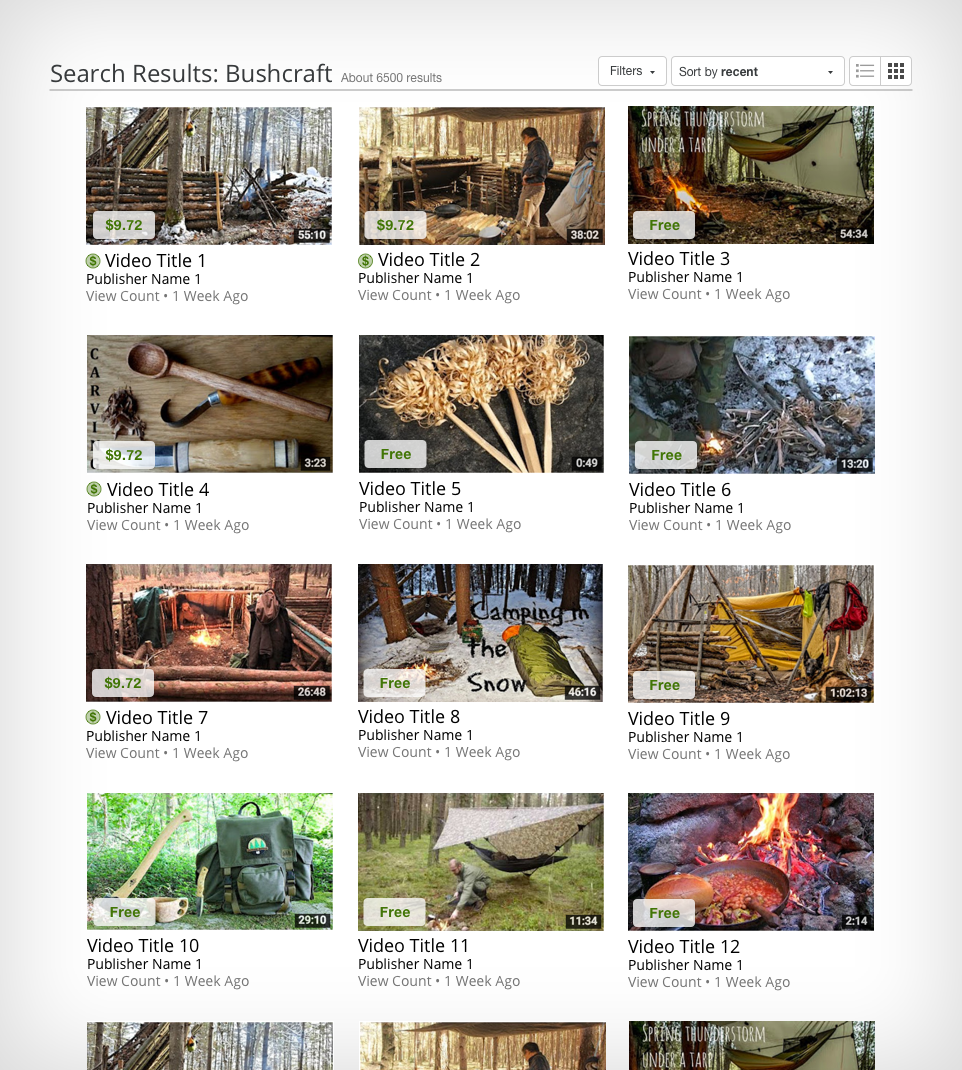 Search Results: Bushcraft About 6500 results
Filters
Sort by recent
SPRING THUNDERSTORM
UNDER A TARP!
$9.72
55:10
$9.72
38:02
Free
54:34
$ Video Title 1
Publisher Name 1
View Count • 1 Week Ago
$ Video Title 2
Publisher Name 1
View Count • 1 Week Ago
Video Title 3
Publisher Name 1
View Count • 1 Week Ago
CARVIN
$9.72
3:23
Free
0:49
Free
13:20
$ Video Title 4
Publisher Name 1
View Count • 1 Week Ago
Video Title 5
Publisher Name 1
View Count • 1 Week Ago
Video Title 6
Publisher Name 1
View Count • 1 Week Ago
$9.72
26:48
Camping in
the
Snow
Free
46:16
Free
1:02:13
$ Video Title 7
Publisher Name 1
View Count • 1 Week Ago
Video Title 8
Publisher Name 1
View Count • 1 Week Ago
Video Title 9
Publisher Name 1
View Count • 1 Week Ago
Free
29:10
Free
11:34
Free
2:14
Video Title 10
Publisher Name 1
View Count • 1 Week Ago
Video Title 11
Publisher Name 1
View Count • 1 Week Ago
Video Title 12
Publisher Name 1
View Count • 1 Week Ago
SPRING THUNDERSTORM
UNDER A TARP!